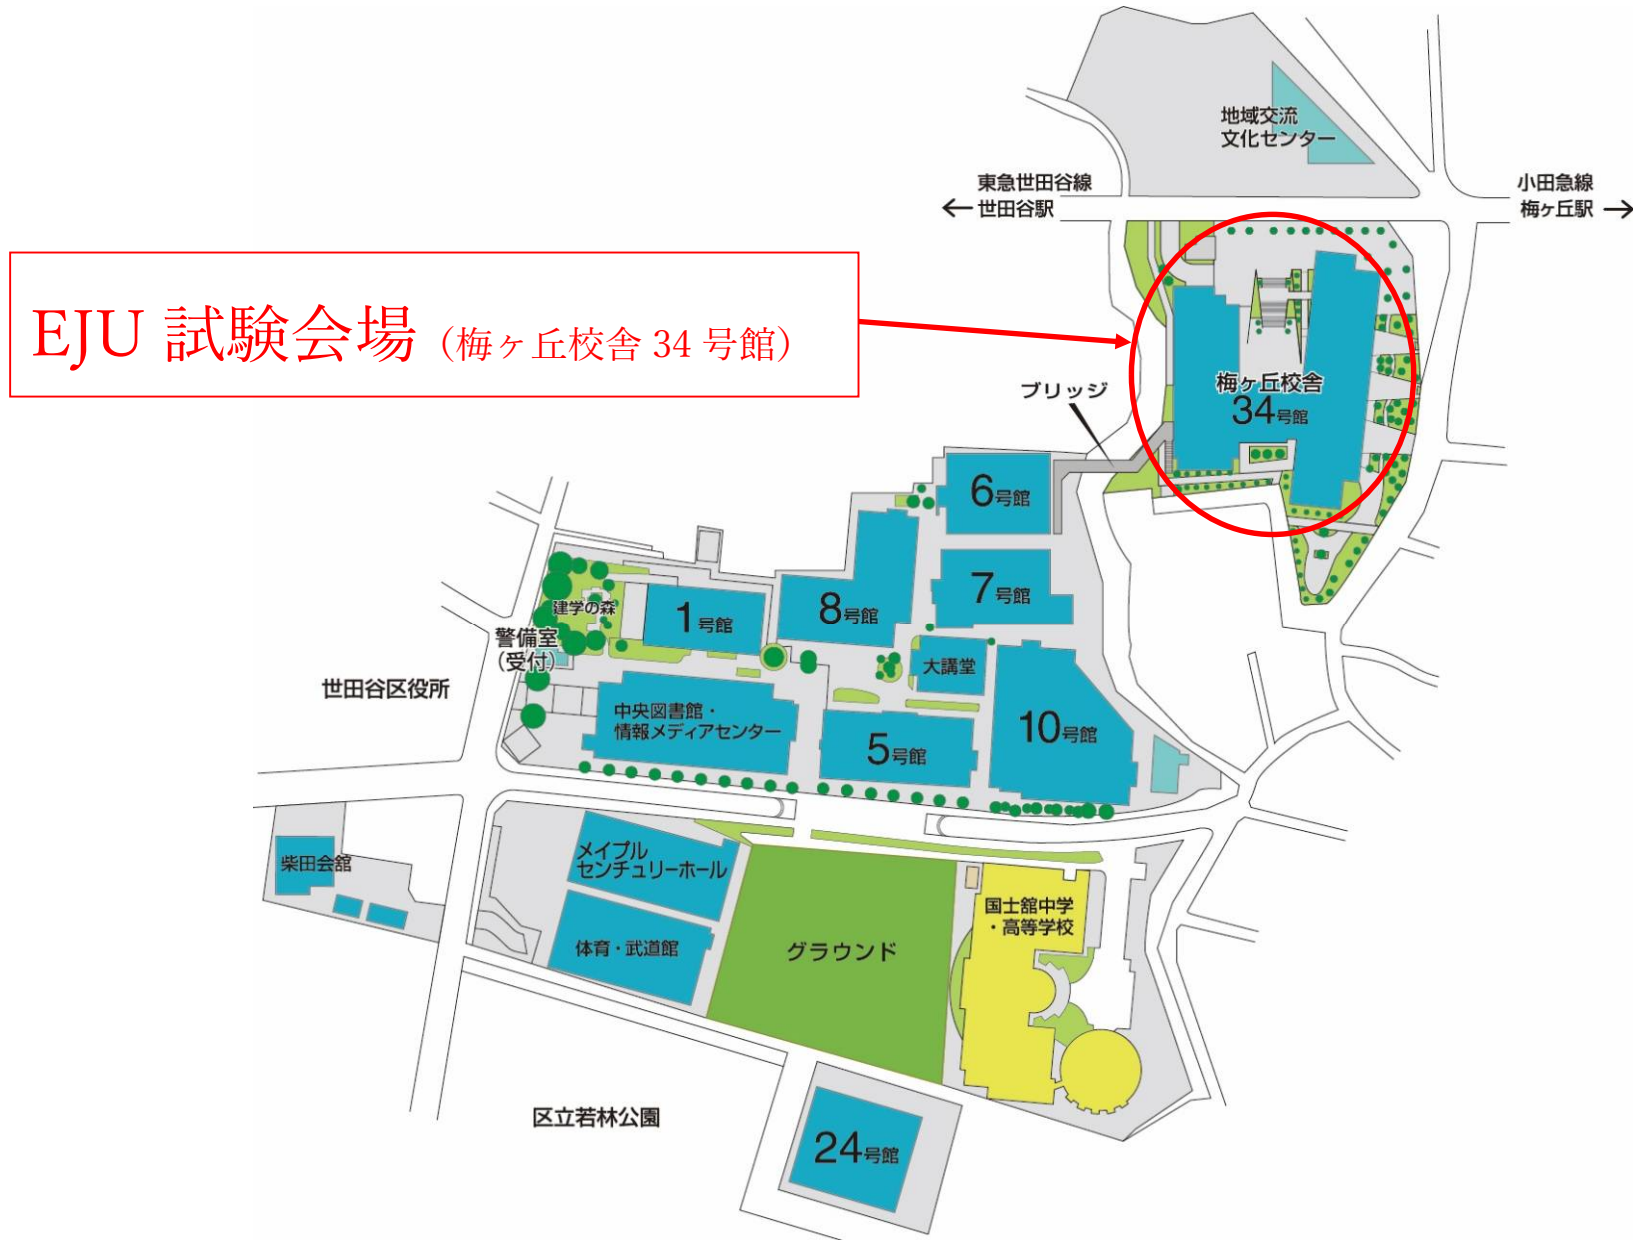 地域交流
文化センター
東急世田谷線
← 世田谷駅
小田急線
梅ヶ丘駅 →
EJU 試験会場（梅ヶ丘校舎 34 号館）
梅ヶ丘校舎
34号館
ブリッジ
6号館
7号館
8号館
1号館
建学の森
警備室
（受付）
大講堂
世田谷区役所
中央図書館・
情報メディアセンター
5号館
10号館
柴田会舘
メイプル
センチュリーホール
体育・武道館
グラウンド
国士舘中学
・高等学校
区立若林公園
24号館